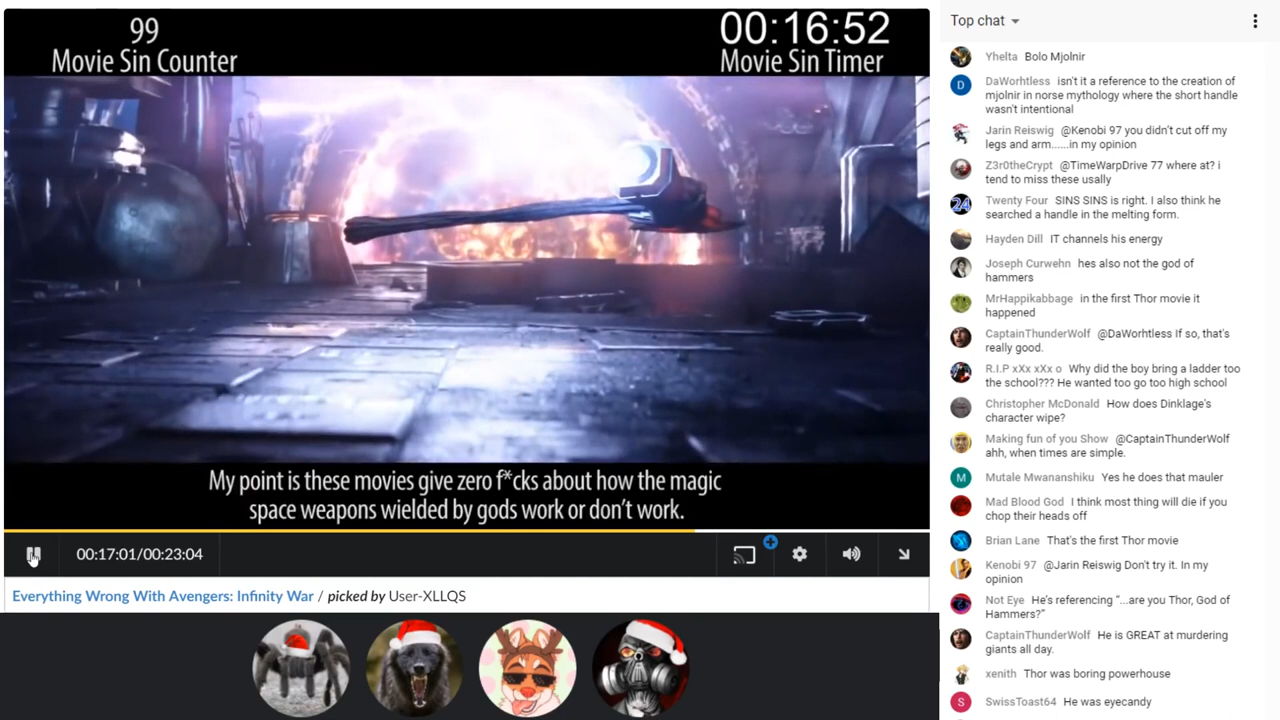 99
Movie Sin Counter
00:16:52
Movie Sin Timer
My point is these movies give zero f*cks about how the magic
space weapons wielded by gods work or don't work.
00:17:01/00:23:04
Everything Wrong With Avengers: Infinity War / picked by User-XLLQS
Top chat
Yhelta Bolo Mjolnir
D
DaWorhtless isn't it a reference to the creation of
mjolnir in norse mythology where the short handle
wasn't intentional
Jarin Reiswig @Kenobi 97 you didn't cut off my
legs and arm......in my opinion
Z3r0theCrypt @TimeWarpDrive 77 where at? i
tend to miss these usally
24
Twenty Four SINS SINS is right. I also think he
searched a handle in the melting form.
Hayden Dill IT channels his energy
Joseph Curwehn hes also not the god of
hammers
MrHappikabbage in the first Thor movie it
happened
CaptainThunderWolf @DaWorhtless If so, that's
really good.
R.I.P xXx xXx o Why did the boy bring a ladder too
the school??? He wanted too go too high school
Christopher McDonald How does Dinklage's
character wipe?
Making fun of you Show @CaptainThunderWolf
ahh, when times are simple.
M
Mutale Mwananshiku Yes he does that mauler
Mad Blood God I think most thing will die if you
chop their heads off
Brian Lane That's the first Thor movie
Kenobi 97 @Jarin Reiswig Don't try it. In my
opinion
Not Eye He's referencing “...are you Thor, God of
Hammers?”
CaptainThunderWolf He is GREAT at murdering
giants all day.
xenith Thor was boring powerhouse
S
SwissToast64 He was eyecandy